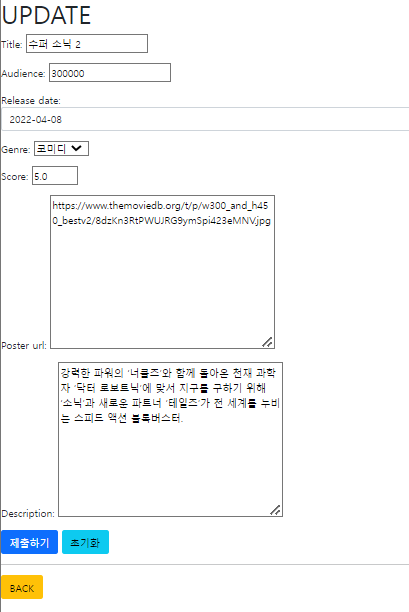 UPDATE
Title: 수퍼 소닉 2
Audience: 300000
Release date:
2022-04-08
Genre: 코미디
Score: 5.0
https://www.themoviedb.org/t/p/w300_and_h45
0_bestv2/8dzKn3RtPWUJRG9ymSpi423eMNV.jpg
Poster url:
강력한 파워의 '너클즈'와 함께 돌아온 천재 과학
자 '닥터 로보트닉'에 맞서 지구를 구하기 위해
'소닉'과 새로운 파트너 '테일즈'가 전 세계를 누비
는 스피드 액션 블록버스터.
Description:
제출하기 초기화
BACK